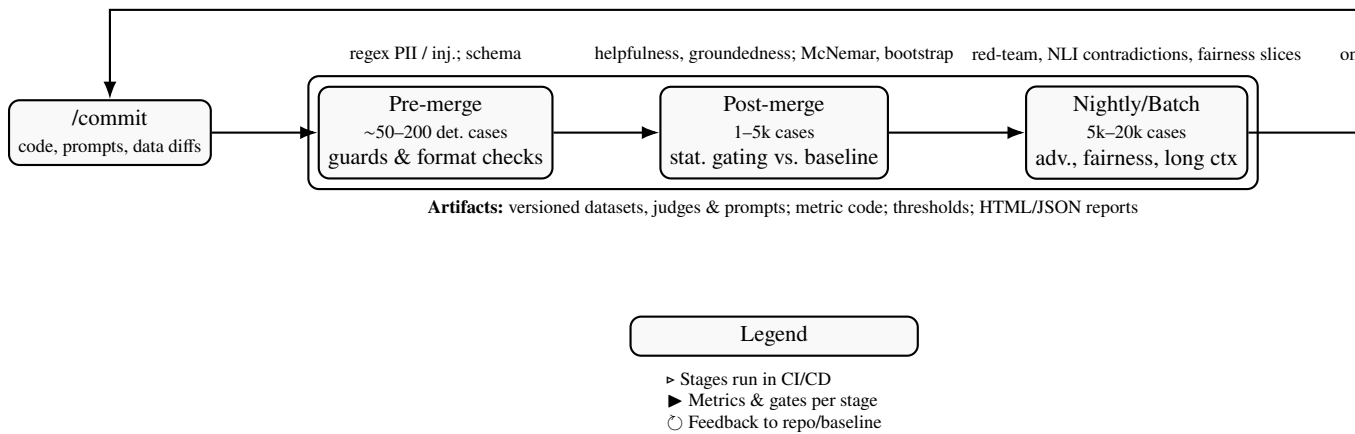 regex PII / inj.; schema
helpfulness, groundedness; McNemar, bootstrap
red-team, NLI contradictions, fairness slices
/commit
code, prompts, data diffs
Pre-merge
~50–200 det. cases
guards & format checks
Post-merge
1–5k cases
stat. gating vs. baseline
Nightly/Batch
5k–20k cases
adv., fairness, long ctx
Artifacts: versioned datasets, judges & prompts; metric code; thresholds; HTML/JSON reports
Legend
▹ Stages run in CI/CD
▶ Metrics & gates per stage
↻ Feedback to repo/baseline